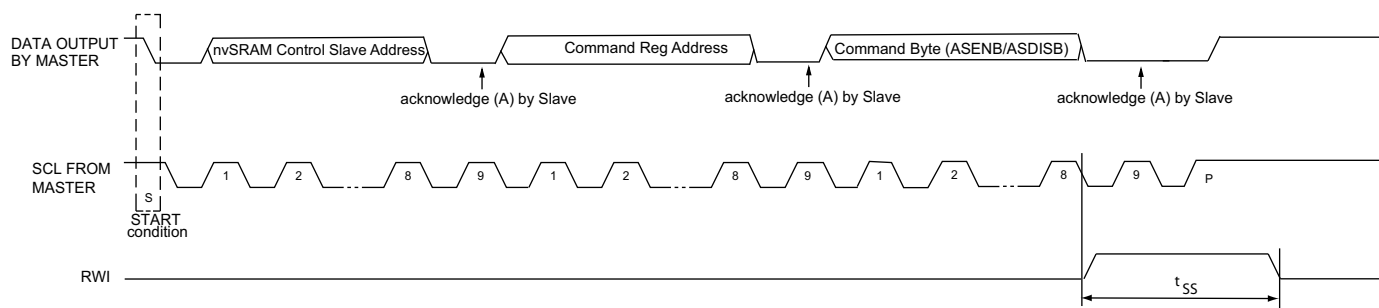 DATA OUTPUT
BY MASTER
nvSRAM Control Slave Address
Command Reg Address
Command Byte (ASENB/ASDISB)
acknowledge (A) by Slave
acknowledge (A) by Slave
acknowledge (A) by Slave
SCL FROM
MASTER
1 2 8 9 1 2 8 9 1 2 8 9
S P
START
condition
RWI
tSS